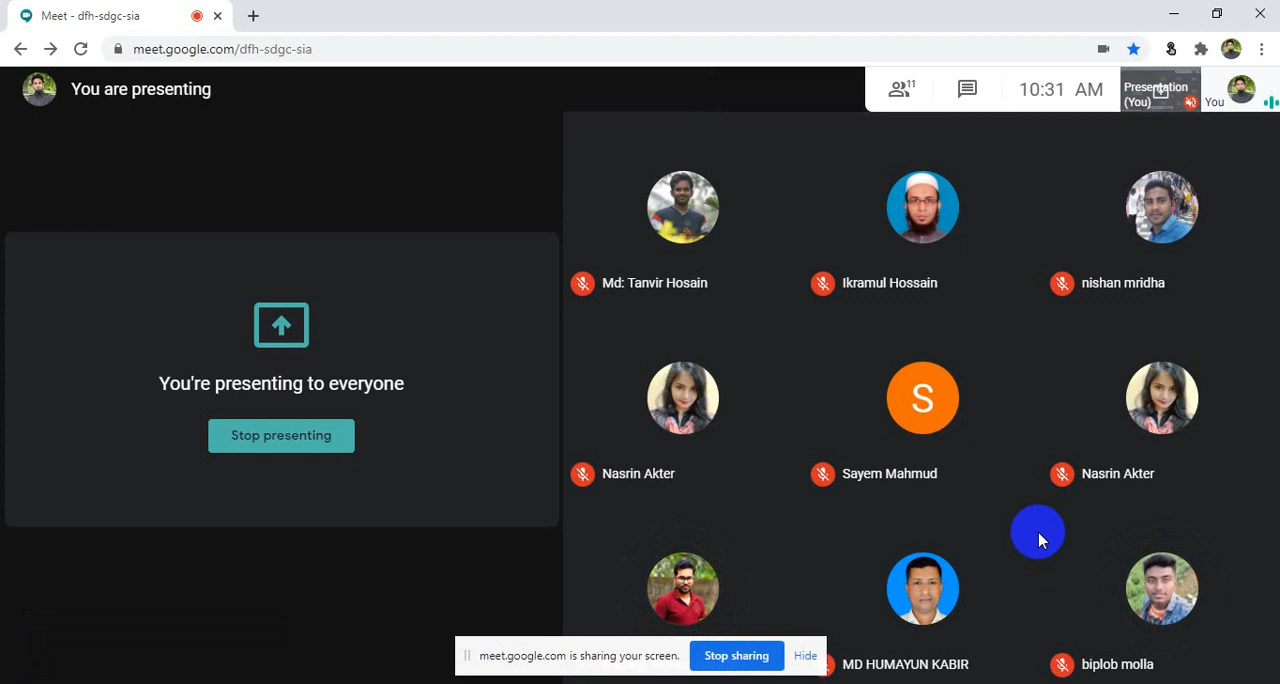 Meet - dfh-sdgc-sia
meet.google.com/dfh-sdgc-sia
You are presenting
11
10:31 AM
Presentation
(You)
You
Md: Tanvir Hosain
Ikramul Hossain
nishan mridha
You're presenting to everyone
Stop presenting
Nasrin Akter
S
Sayem Mahmud
Nasrin Akter
meet.google.com is sharing your screen.
Stop sharing
Hide
MD HUMAYUN KABIR
biplob molla